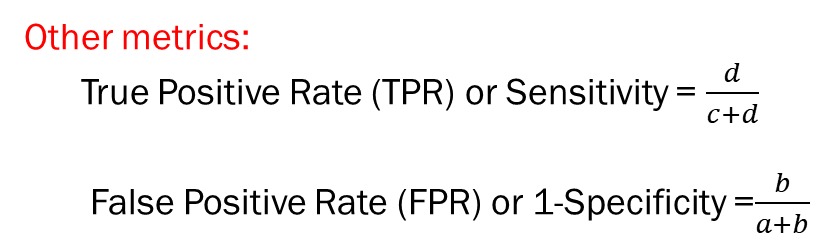 Other metrics:
True Positive Rate (TPR) or Sensitivity = d/c+d
False Positive Rate (FPR) or 1-Specificity = b/a+b